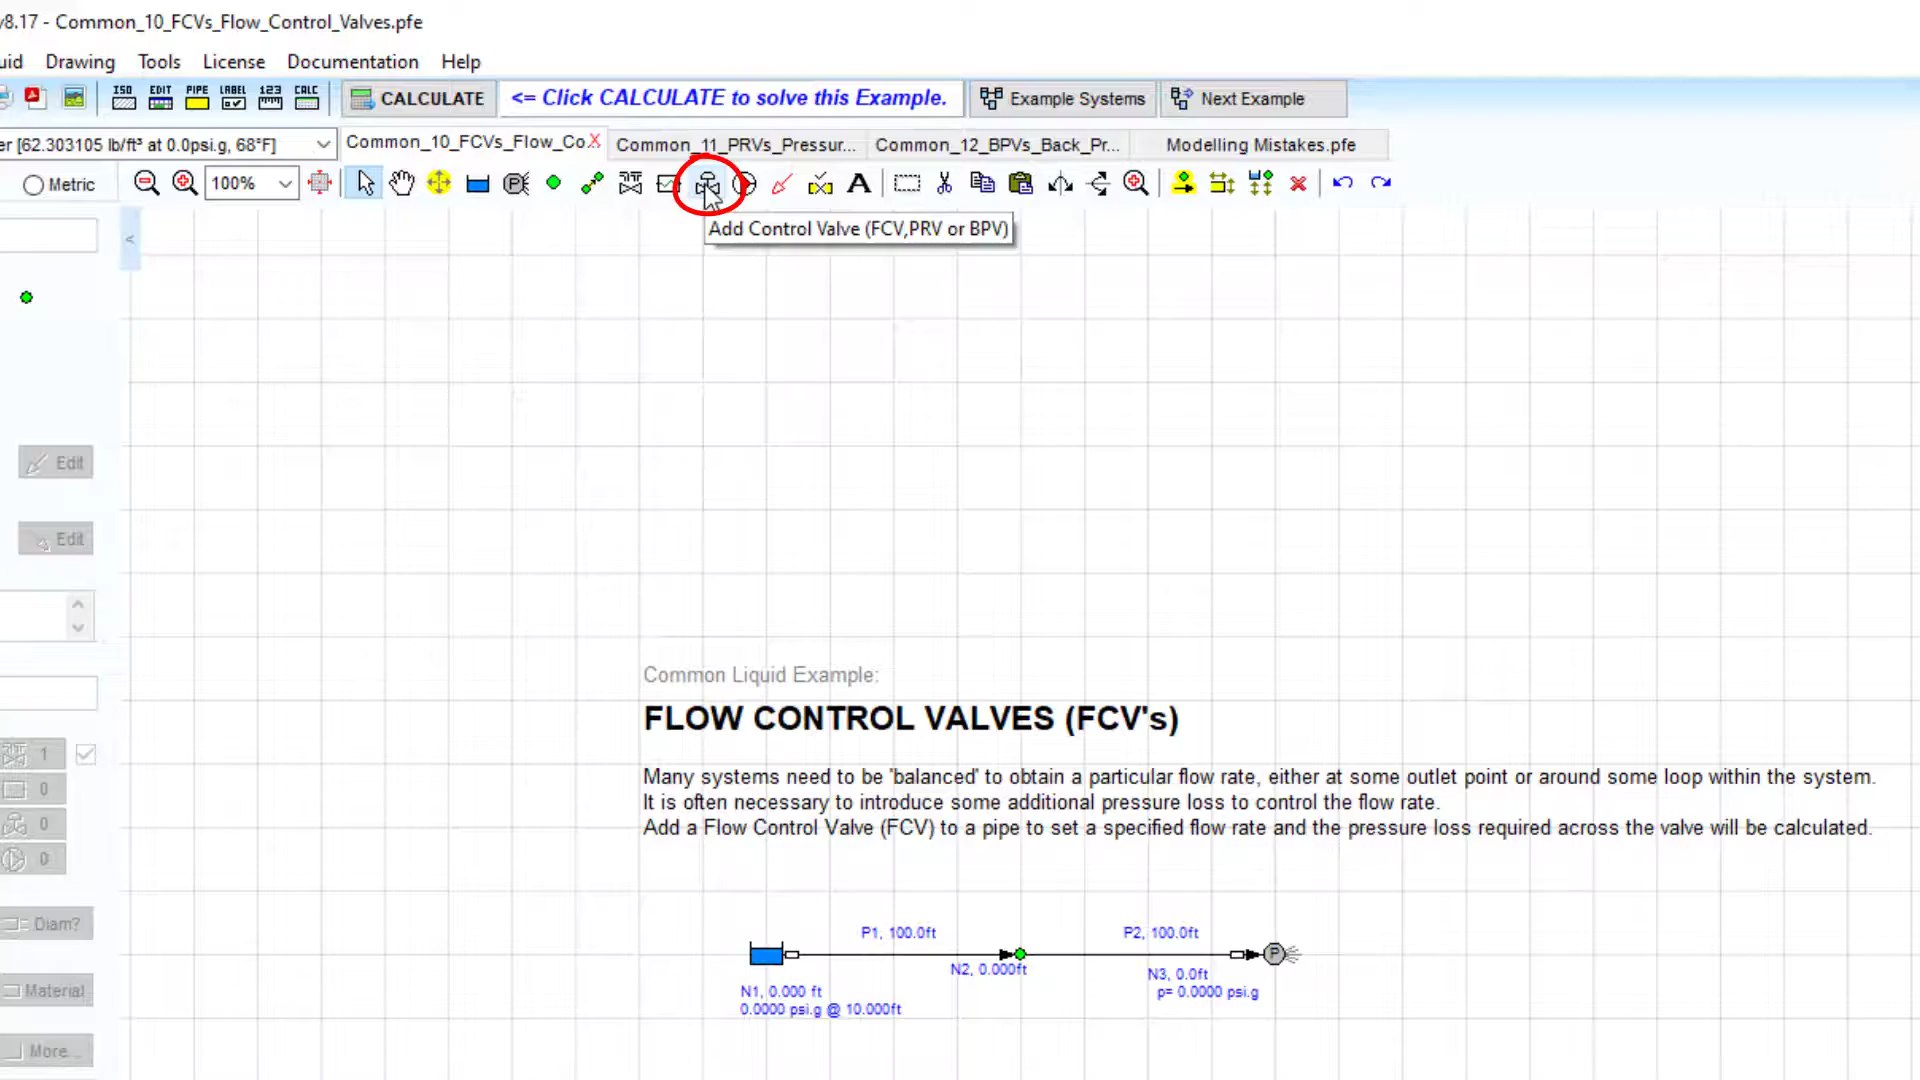 v8.17 - Common_10_FCVs_Flow_Control_Valves.pfe
uid Drawing Tools License Documentation Help
ISO EDIT PIPE LABEL 123 CALC
CALCULATE <= Click CALCULATE to solve this Example. Example Systems Next Example
er [62.303105 lb/ft³ at 0.0psi.g, 68°F] Common_10_FCVs_Flow_Co X Common_11_PRVs_Pressur... Common_12_BPVs_Back_Pr... Modelling Mistakes.pfe
Metric 100% P A
Add Control Valve (FCV,PRV or BPV)
<
Edit
Edit
Common Liquid Example:
FLOW CONTROL VALVES (FCV's)
1
0
0
0
Many systems need to be 'balanced' to obtain a particular flow rate, either at some outlet point or around some loop within the system.
It is often necessary to introduce some additional pressure loss to control the flow rate.
Add a Flow Control Valve (FCV) to a pipe to set a specified flow rate and the pressure loss required across the valve will be calculated.
Diam?
Material
More...
P1, 100.0ft P2, 100.0ft
P
N2, 0.000ft
N3, 0.0ft
p= 0.0000 psi.g
N1, 0.000 ft
0.0000 psi.g @ 10.000ft